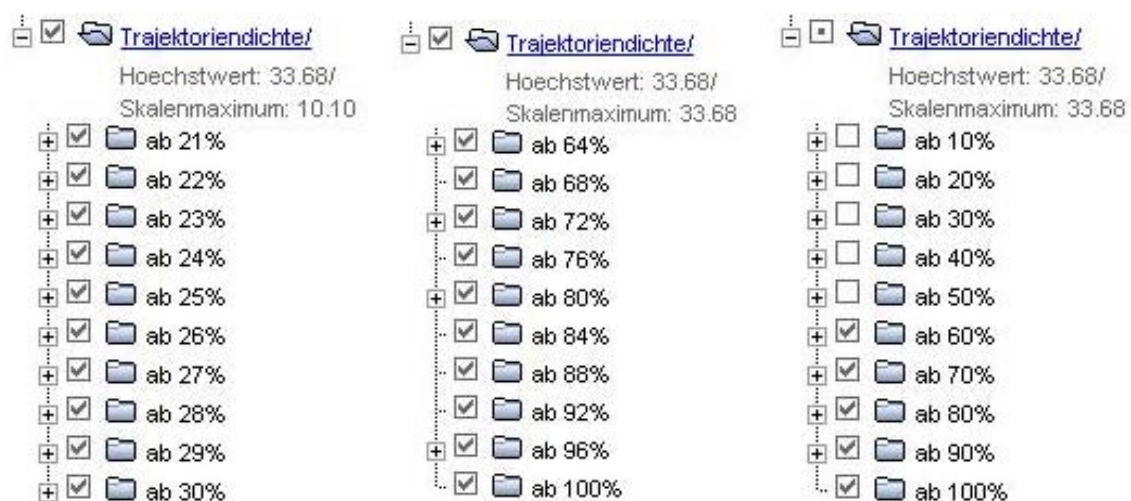 Trajektoriendichte/
Hoechstwert: 33.68/
Skalenmaximum: 10.10
ab 21%
ab 22%
ab 23%
ab 24%
ab 25%
ab 26%
ab 27%
ab 28%
ab 29%
ab 30%
Trajektoriendichte/
Hoechstwert: 33.68/
Skalenmaximum: 33.68
ab 64%
ab 68%
ab 72%
ab 76%
ab 80%
ab 84%
ab 88%
ab 92%
ab 96%
ab 100%
Trajektoriendichte/
Hoechstwert: 33.68/
Skalenmaximum: 33.68
ab 10%
ab 20%
ab 30%
ab 40%
ab 50%
ab 60%
ab 70%
ab 80%
ab 90%
ab 100%